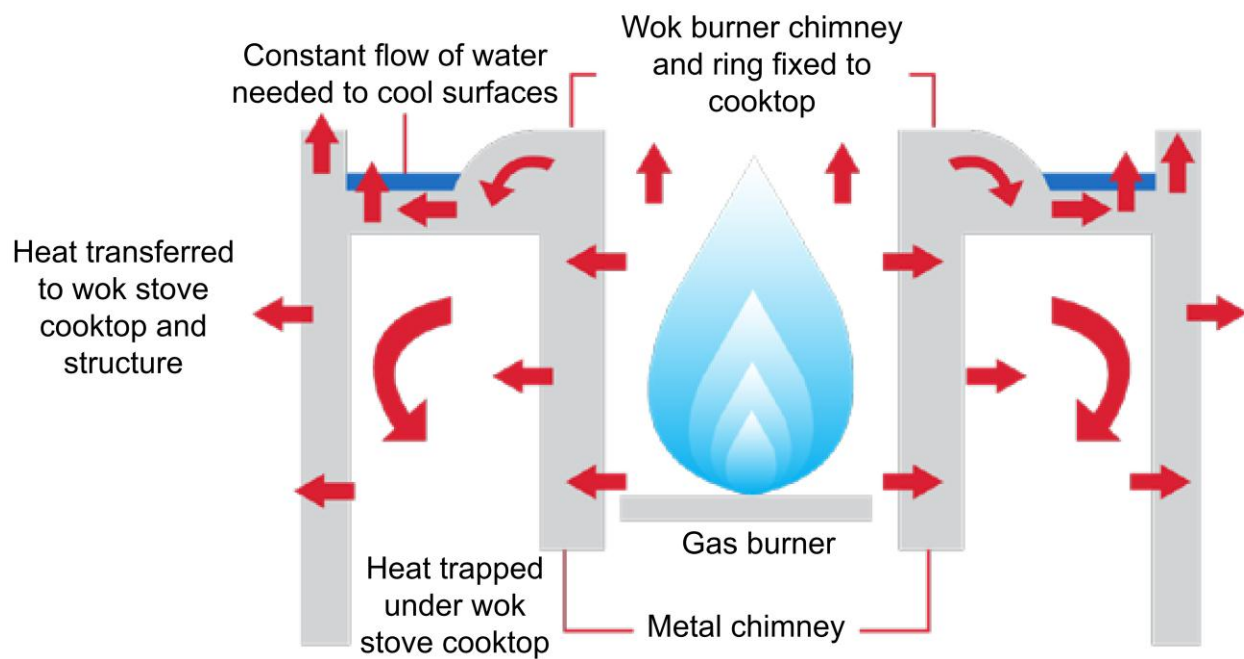 Constant flow of water
needed to cool surfaces
Wok burner chimney
and ring fixed to
cooktop
Heat transferred
to wok stove
cooktop and
structure
Gas burner
Heat trapped
under wok
stove cooktop
Metal chimney